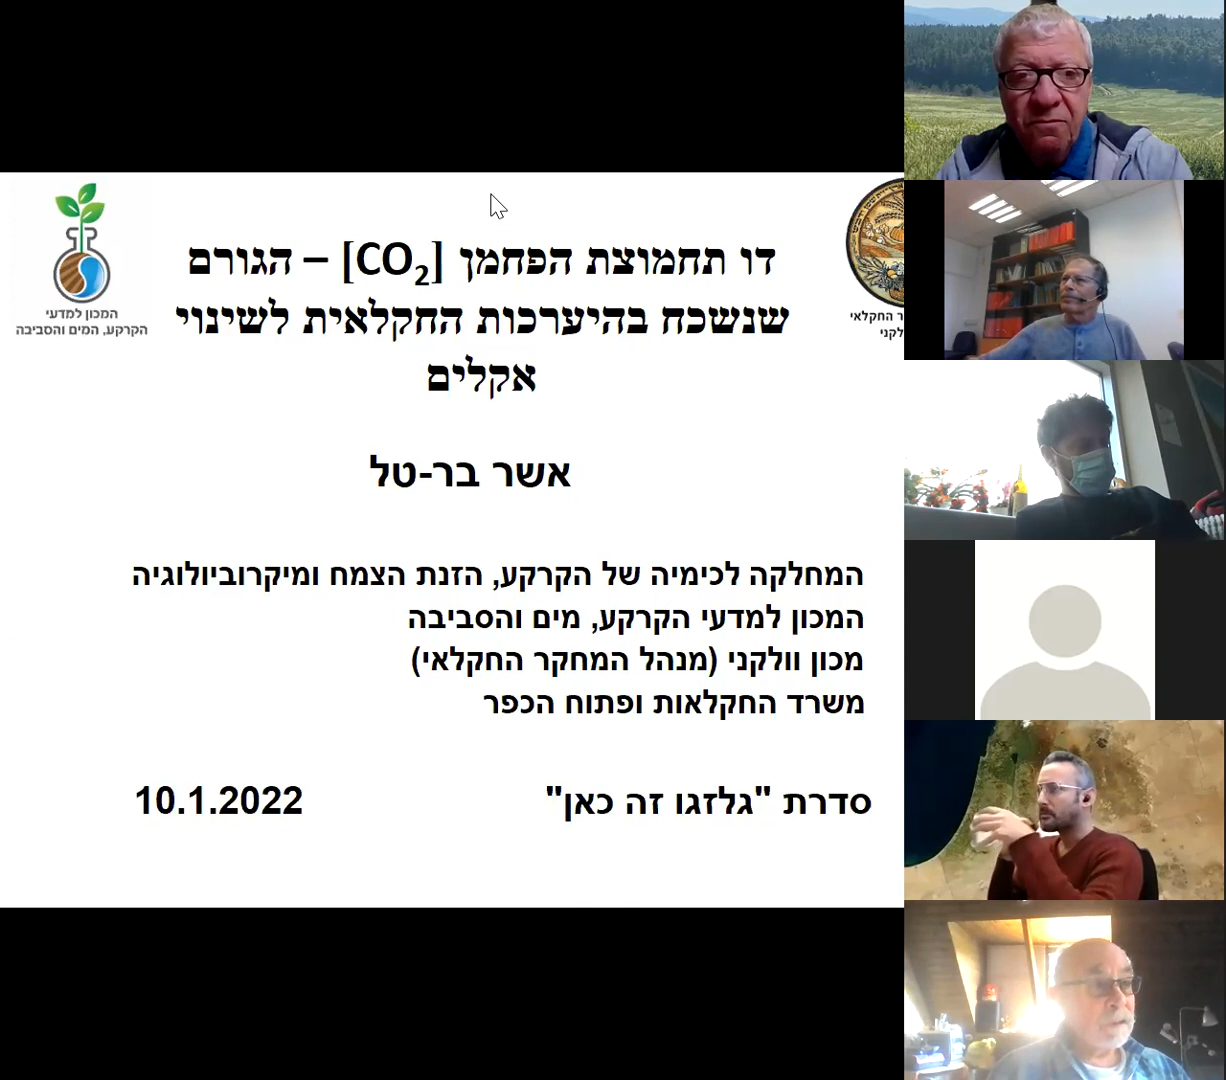 דו תחמוצת הפחמן [CO₂] – הגורם
שנשכח בהיערכות החקלאית לשינוי
אקלים
המכון למדעי
הקרקע, המים והסביבה
ר החקלאי
לקני
אשר בר-טל
המחלקה לכימיה של הקרקע, הזנת הצמח ומיקרוביולוגיה
המכון למדעי הקרקע, מים והסביבה
מכון וולקני (מנהל המחקר החקלאי)
משרד החקלאות ופתוח הכפר
סדרת "גלזגו זה כאן"
10.1.2022